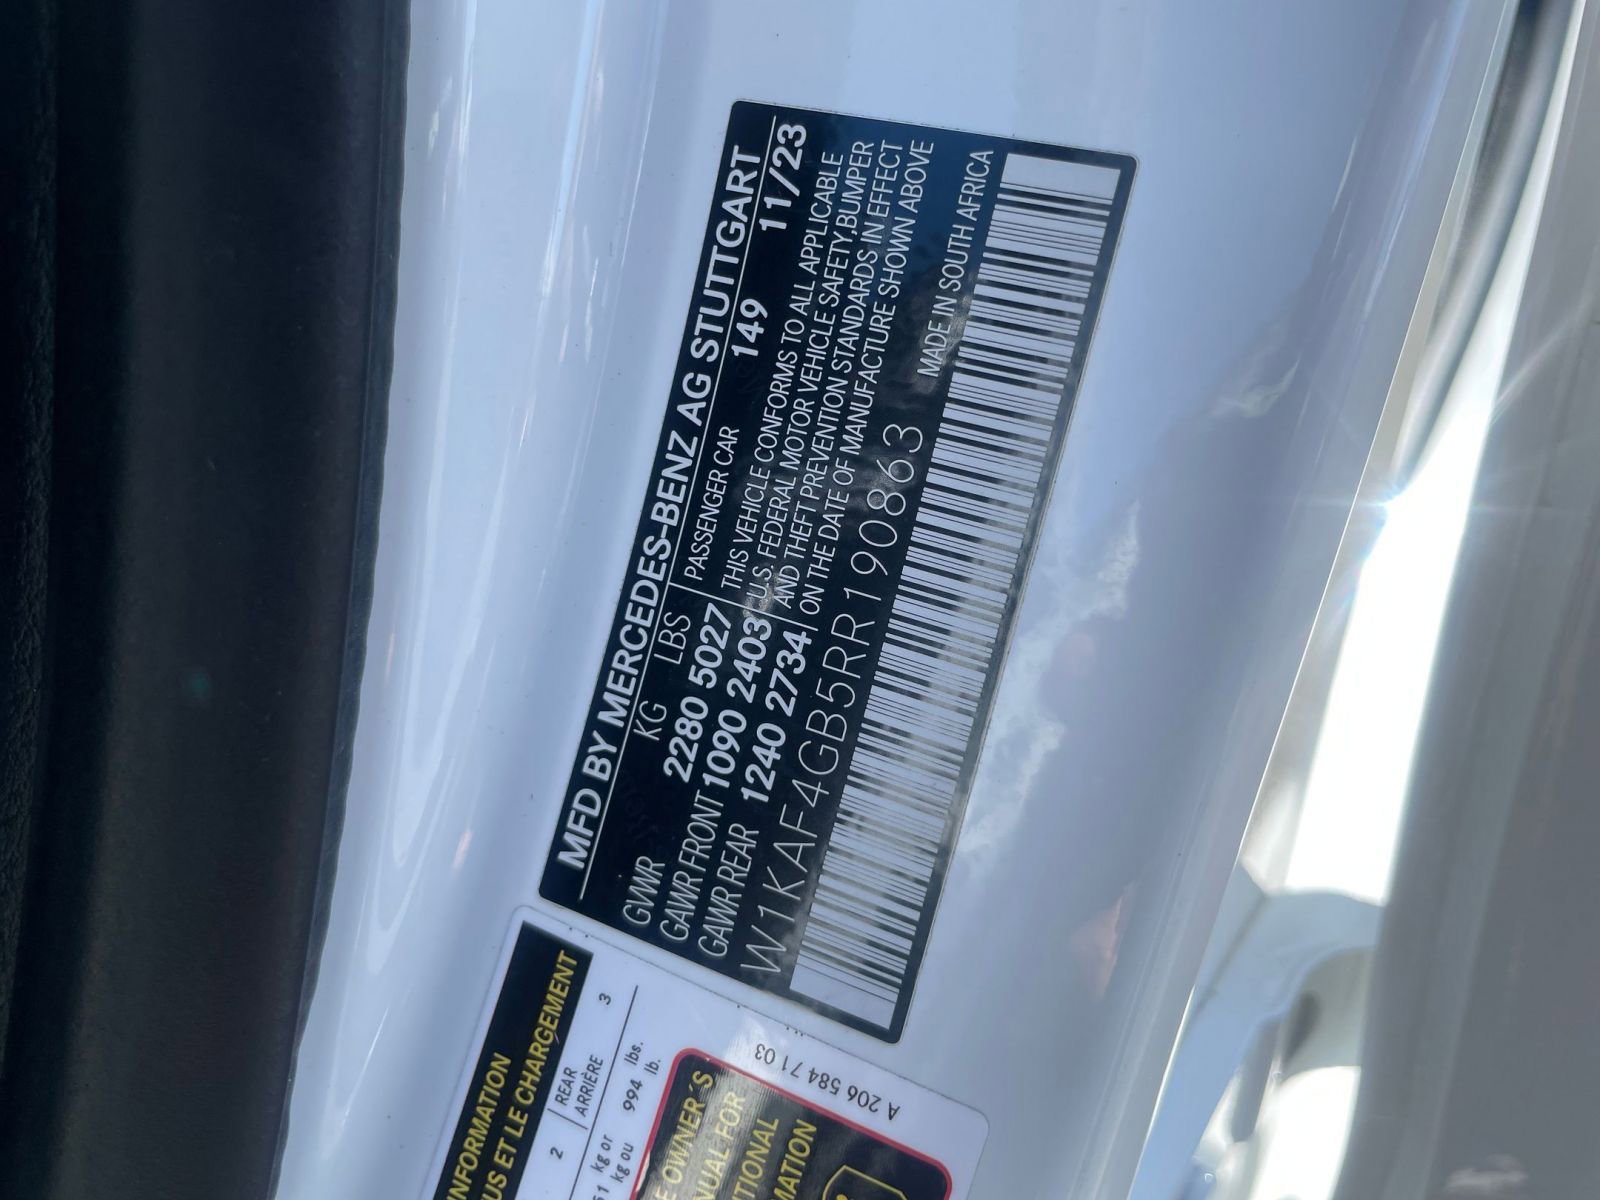 MFD BY MERCEDES-BENZ AG STUTTGART
KG LBS
PASSENGER CAR 149 11/23
GVWR 2280 5027
GAWR FRONT 1090 2403
GAWR REAR 1240 2734
THIS VEHICLE CONFORMS TO ALL APPLICABLE
U.S. FEDERAL MOTOR VEHICLE SAFETY,BUMPER
AND THEFT PREVENTION STANDARDS IN EFFECT
ON THE DATE OF MANUFACTURE SHOWN ABOVE
W1KAF4GB5RR190863
MADE IN SOUTH AFRICA
INFORMATION
US ET LE CHARGEMENT
2 REAR 3
ARRIÈRE
kg or 994 lbs.
kg ou lb.
OWNER'S
FOR
MATION
A 206 584 71 03